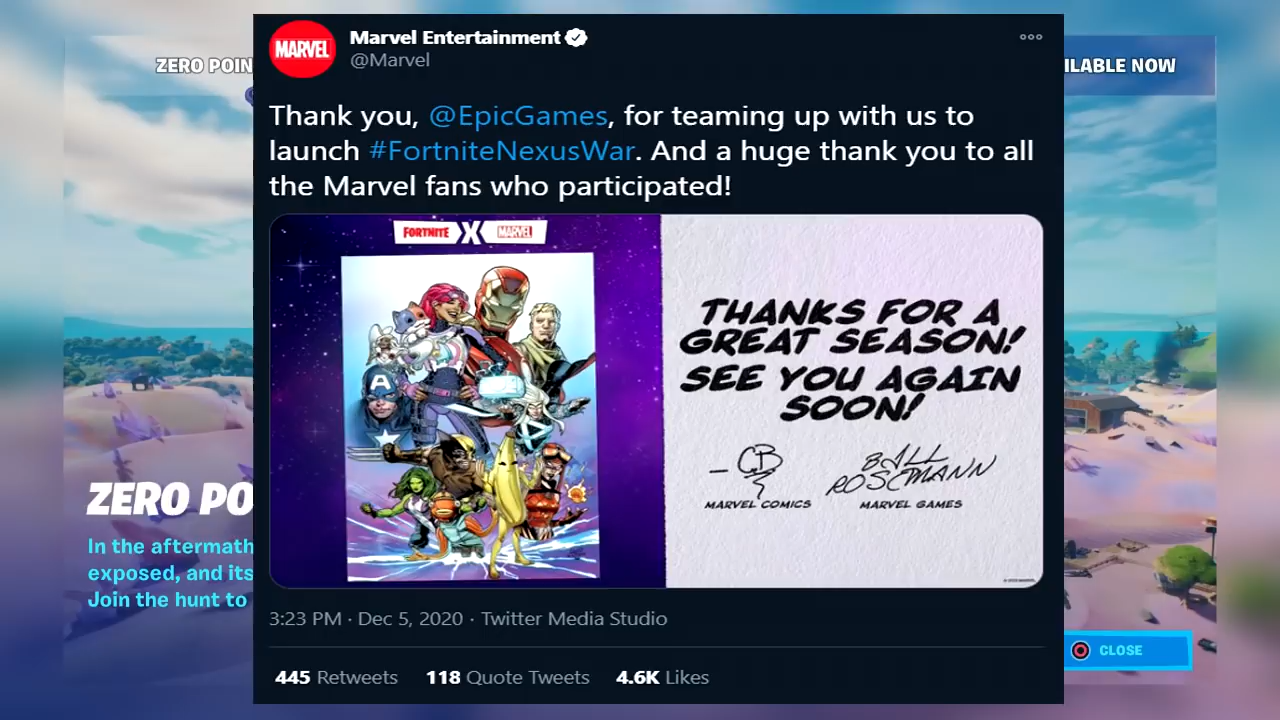 ZERO POIN
ILABLE NOW
MARVEL
Marvel Entertainment
@Marvel
Thank you, @EpicGames, for teaming up with us to
launch #FortniteNexusWar. And a huge thank you to all
the Marvel fans who participated!
FORTNITE X MARVEL
A
THANKS FOR A
GREAT SEASON!
SEE YOU AGAIN
SOON!
CB
MARVEL COMICS
BILL
ROSEMANN
MARVEL GAMES
ZERO PO
In the aftermath
exposed, and its
Join the hunt to
3:23 PM · Dec 5, 2020 · Twitter Media Studio
445 Retweets 118 Quote Tweets 4.6K Likes
CLOSE